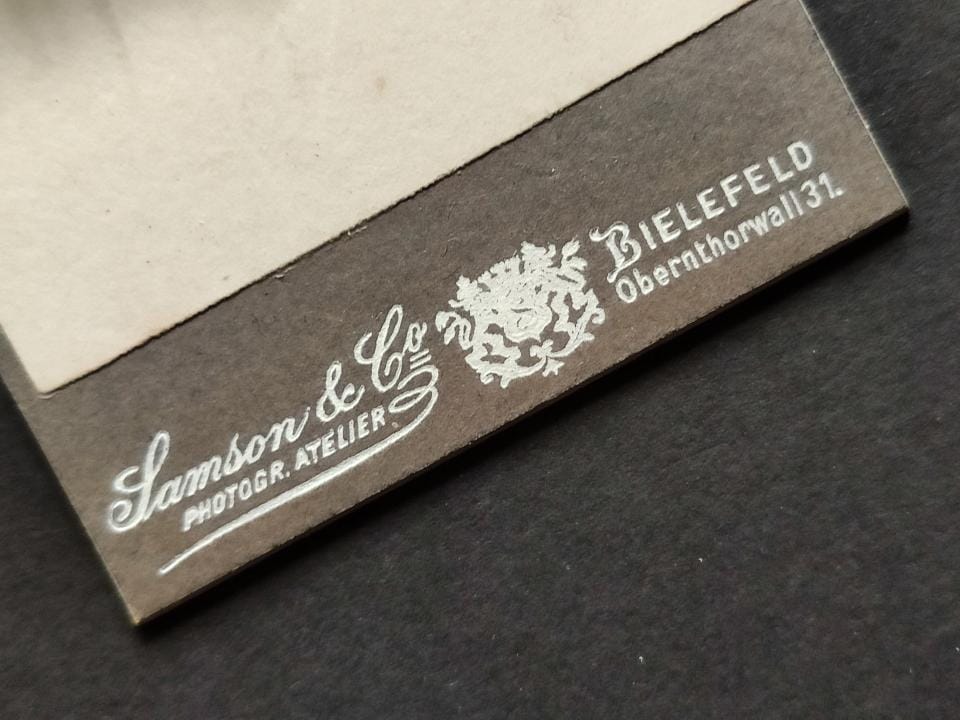 Samson & Co
PHOTOGR. ATELIER
BIELEFELD
Obernthorwall 31.